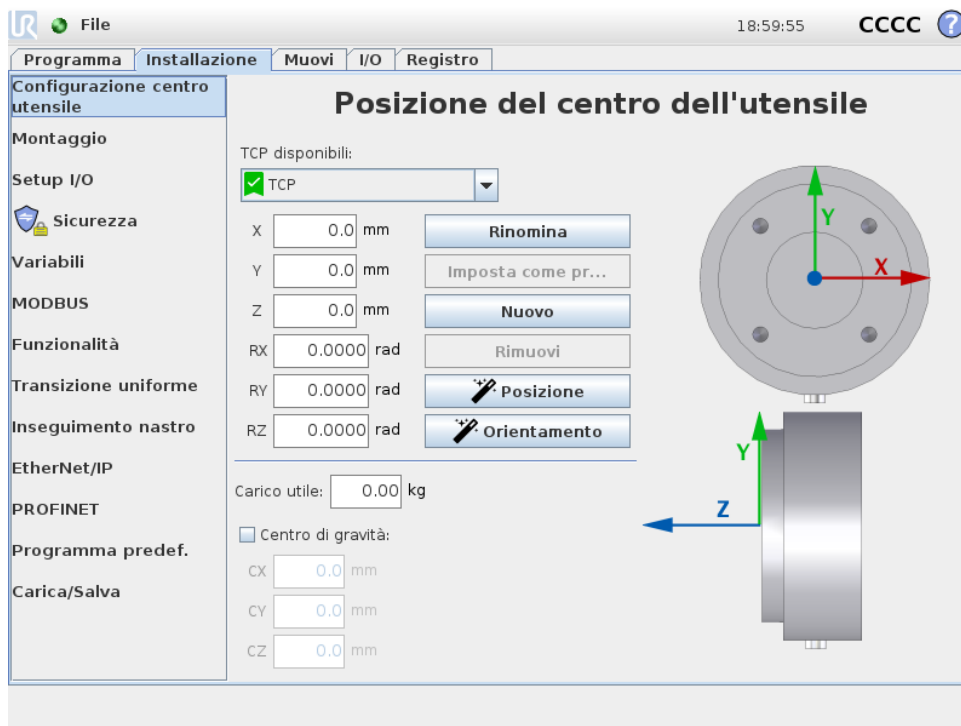 UR File 18:59:55 CCCC ?
Programma Installazione Muovi I/O Registro
Configurazione centro
utensile
Montaggio
Setup I/O
Sicurezza
Variabili
MODBUS
Funzionalità
Transizione uniforme
Inseguimento nastro
EtherNet/IP
PROFINET
Programma predef.
Carica/Salva
Posizione del centro dell'utensile
TCP disponibili:
TCP
X 0.0 mm Rinomina
Y 0.0 mm Imposta come pr...
Z 0.0 mm Nuovo
RX 0.0000 rad Rimuovi
RY 0.0000 rad Posizione
RZ 0.0000 rad Orientamento
Carico utile: 0.00 kg
Centro di gravità:
CX 0.0 mm
CY 0.0 mm
CZ 0.0 mm
Y
X
Y
Z